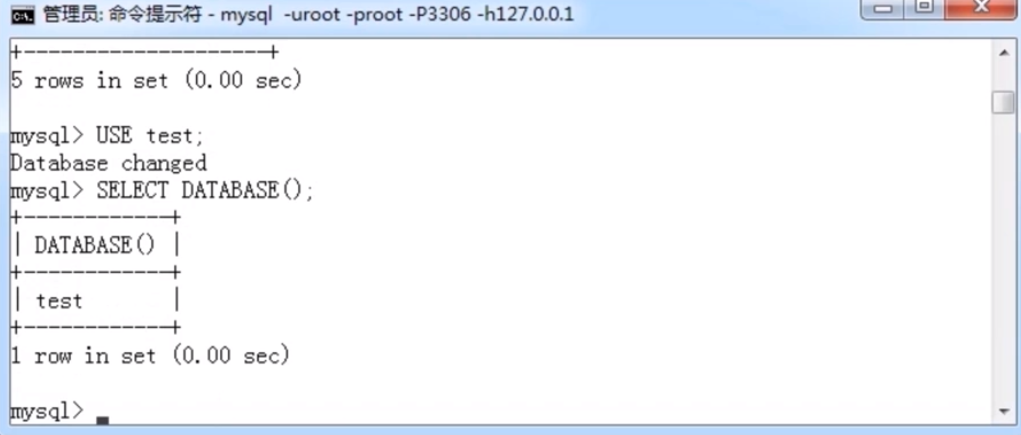 管理员: 命令提示符 - mysql  -uroot -proot -P3306 -h127.0.0.1
+--------------------+
5 rows in set (0.00 sec)
mysql> USE test;
Database changed
mysql> SELECT DATABASE();
+------------+
| DATABASE() |
+------------+
| test       |
+------------+
1 row in set (0.00 sec)
mysql>